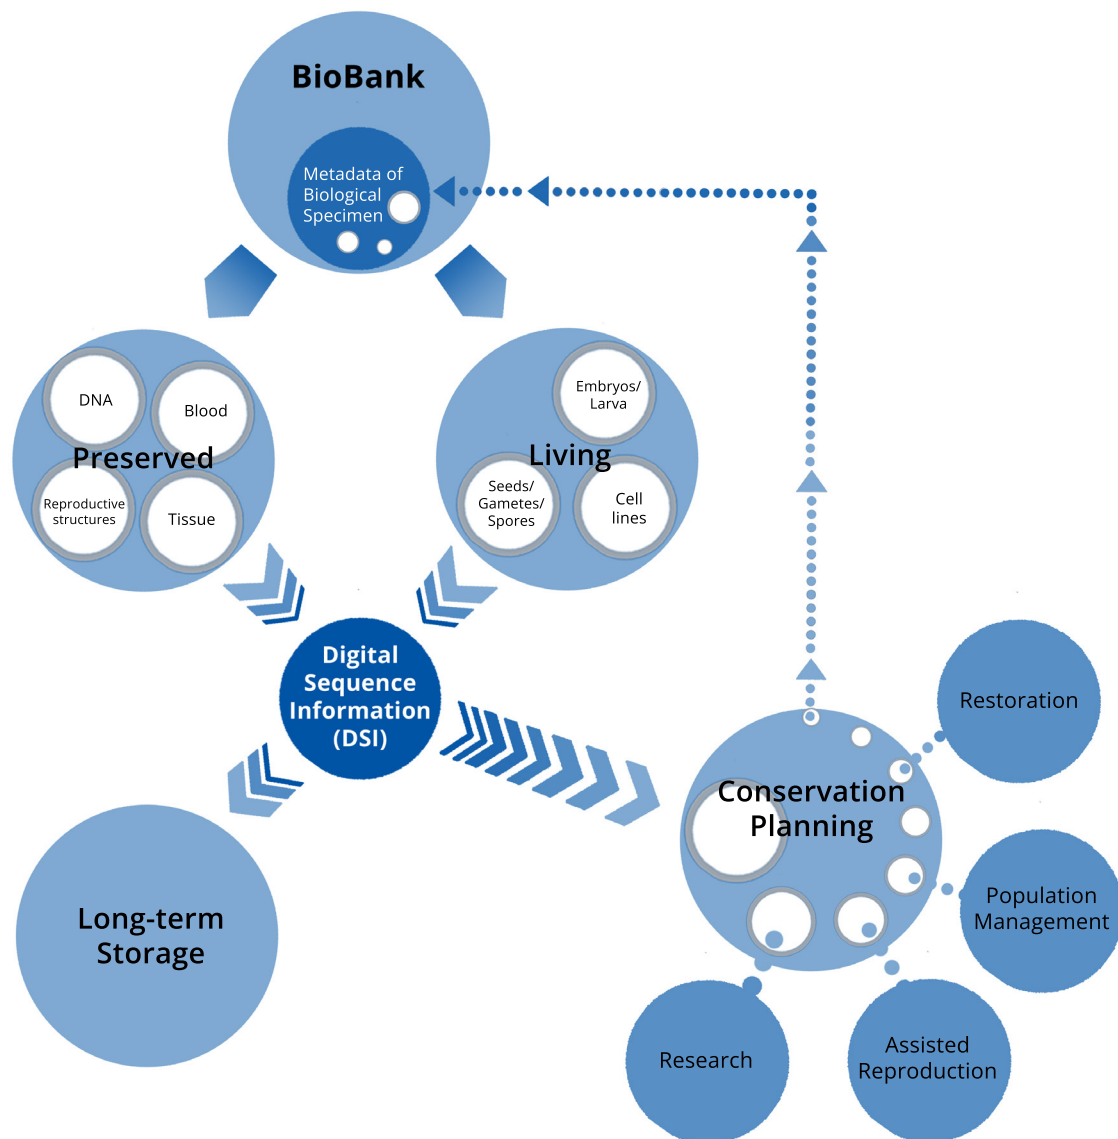 BioBank
Metadata of
Biological
Specimen
DNA
Blood
Preserved
Reproductive
structures
Tissue
Embryos/
Larva
Living
Seeds/
Gametes/
Spores
Cell
lines
Digital
Sequence
Information
(DSI)
Long-term
Storage
Conservation
Planning
Restoration
Population
Management
Assisted
Reproduction
Research